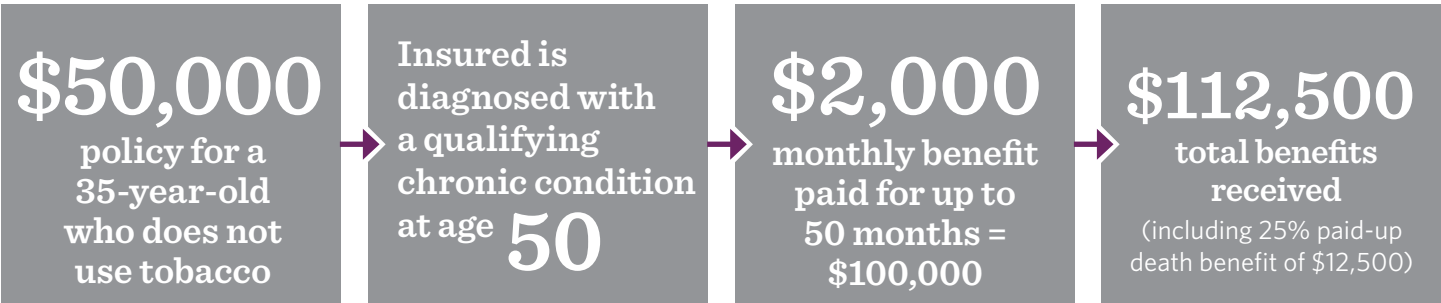 $50,000
policy for a
35-year-old
who does not
use tobacco
Insured is
diagnosed with
a qualifying
chronic condition
at age 50
$2,000
monthly benefit
paid for up to
50 months =
$100,000
$112,500
total benefits
received
(including 25% paid-up
death benefit of $12,500)